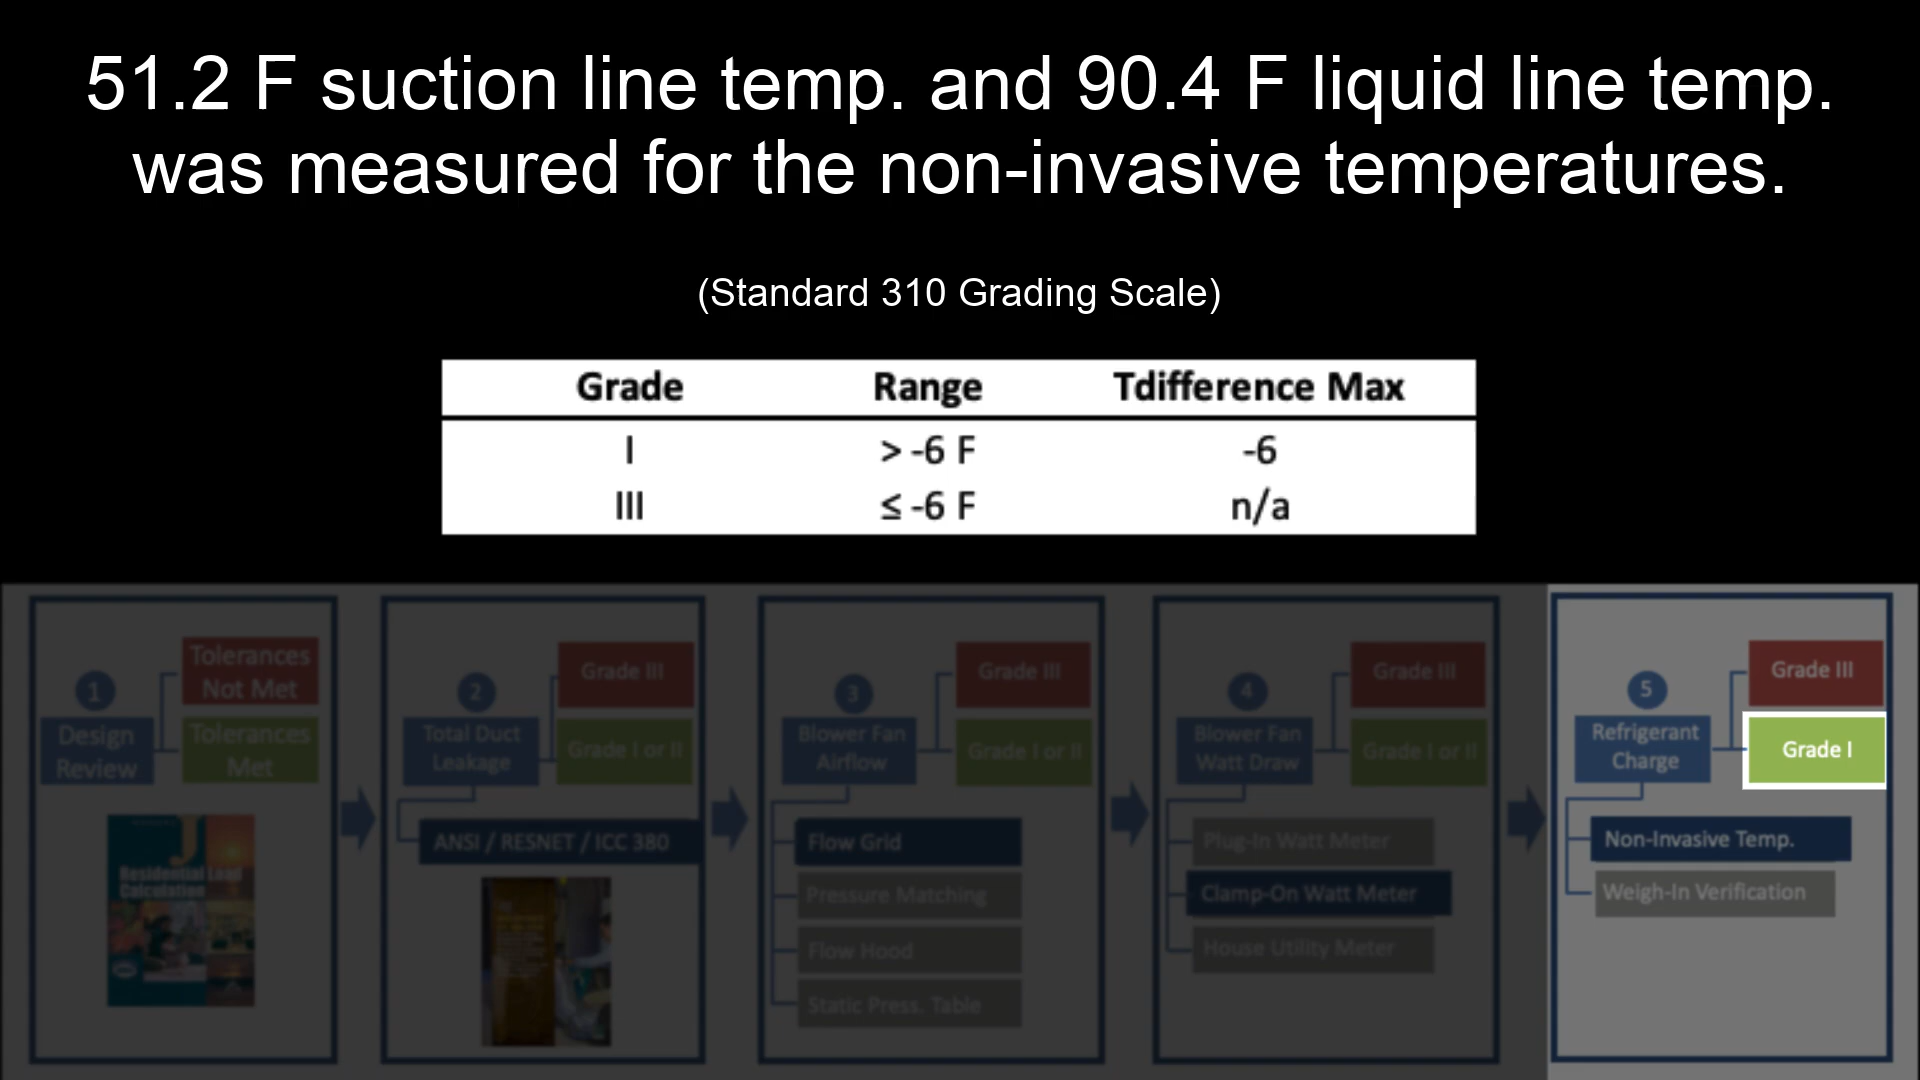 51.2 F suction line temp. and 90.4 F liquid line temp.
was measured for the non-invasive temperatures.
(Standard 310 Grading Scale)
Grade Range Tdifference Max
I > -6 F -6
III ≤ -6 F n/a
1
Design
Review
Tolerances
Not Met
Tolerances
Met
Residential Load
Calculation
2
Total Duct
Leakage
Grade III
Grade I or II
ANSI / RESNET / ICC 380
3
Blower Fan
Airflow
Grade III
Grade I or II
Flow Grid
Pressure Matching
Flow Hood
Static Press. Table
4
Blower Fan
Watt Draw
Grade III
Grade I or II
Plug-In Watt Meter
Clamp-On Watt Meter
House Utility Meter
5
Refrigerant
Charge
Grade III
Grade I
Non-Invasive Temp.
Weigh-In Verification